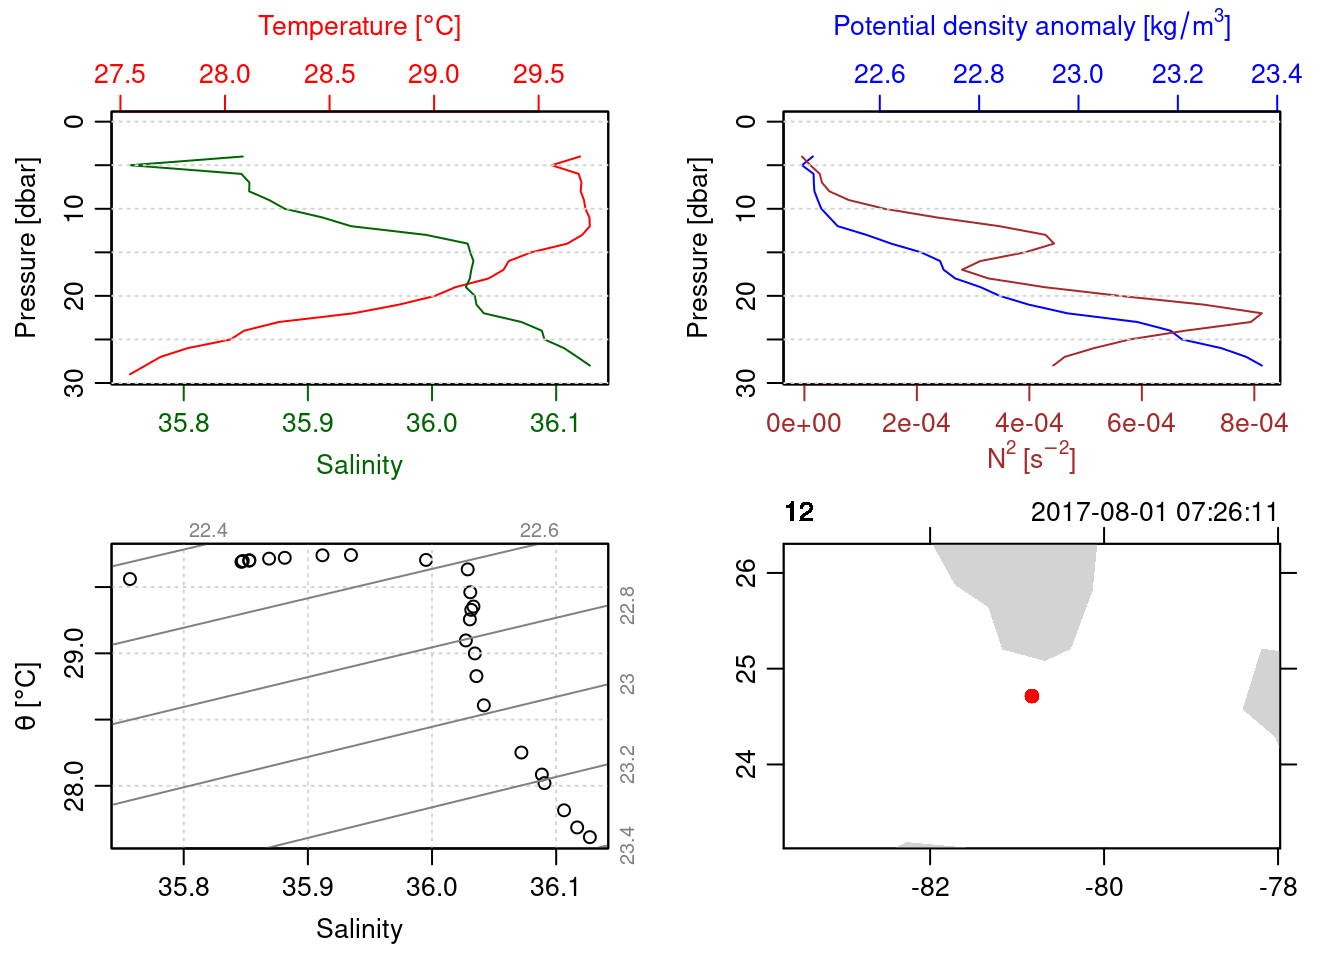 Temperature [°C]
27.5 28.0 28.5 29.0 29.5
Pressure [dbar]
0 10 20 30
35.8 35.9 36.0 36.1
Salinity
Potential density anomaly [kg/m³]
22.6 22.8 23.0 23.2 23.4
Pressure [dbar]
0 10 20 30
0e+00 2e-04 4e-04 6e-04 8e-04
N² [s⁻²]
22.4 22.6
22.8
23
23.2
23.4
θ [°C]
29.0
28.0
35.8 35.9 36.0 36.1
Salinity
12 2017-08-01 07:26:11
26
25
24
-82 -80 -78